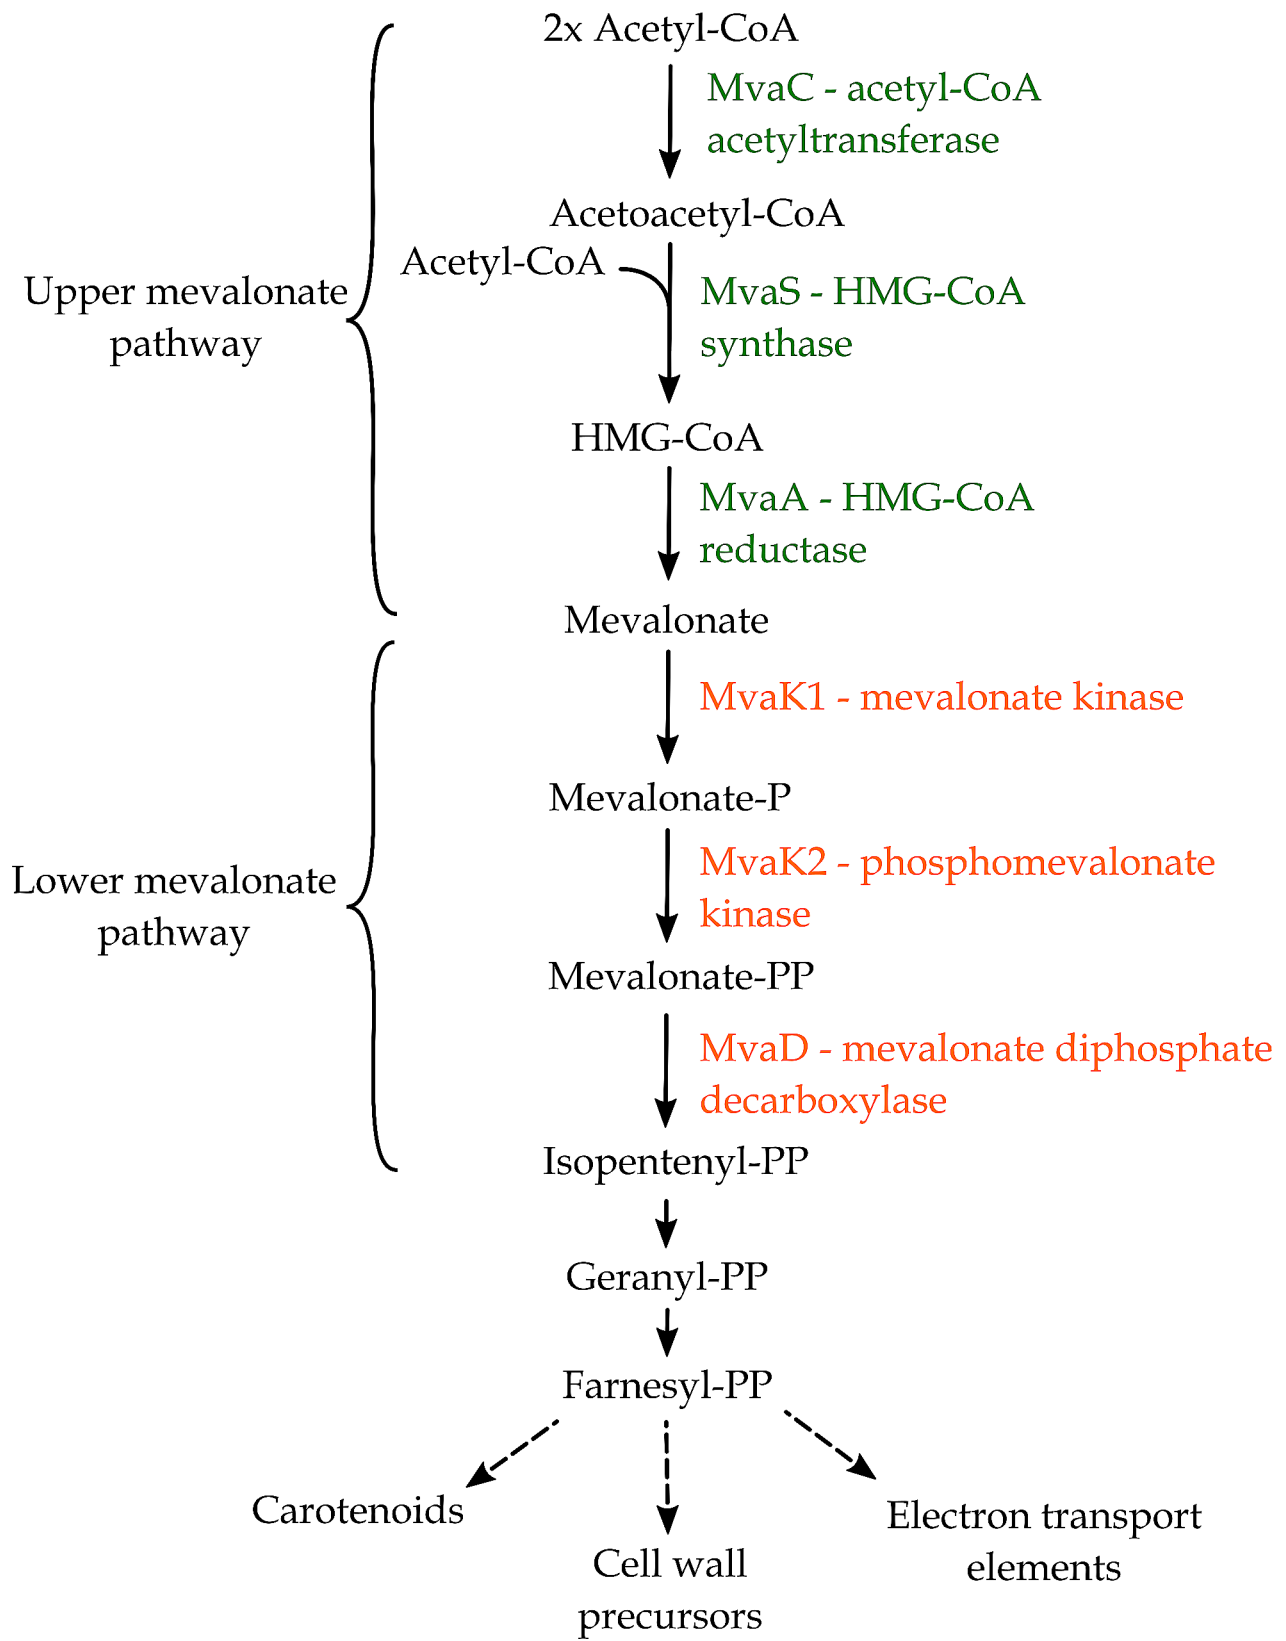 2x Acetyl-CoA
MvaC - acetyl-CoA
acetyltransferase
Acetoacetyl-CoA
Acetyl-CoA
Upper mevalonate
pathway
MvaS - HMG-CoA
synthase
HMG-CoA
MvaA - HMG-CoA
reductase
Mevalonate
MvaK1 - mevalonate kinase
Mevalonate-P
Lower mevalonate
pathway
MvaK2 - phosphomevalonate
kinase
Mevalonate-PP
MvaD - mevalonate diphosphate
decarboxylase
Isopentenyl-PP
Geranyl-PP
Farnesyl-PP
Carotenoids
Cell wall
precursors
Electron transport
elements